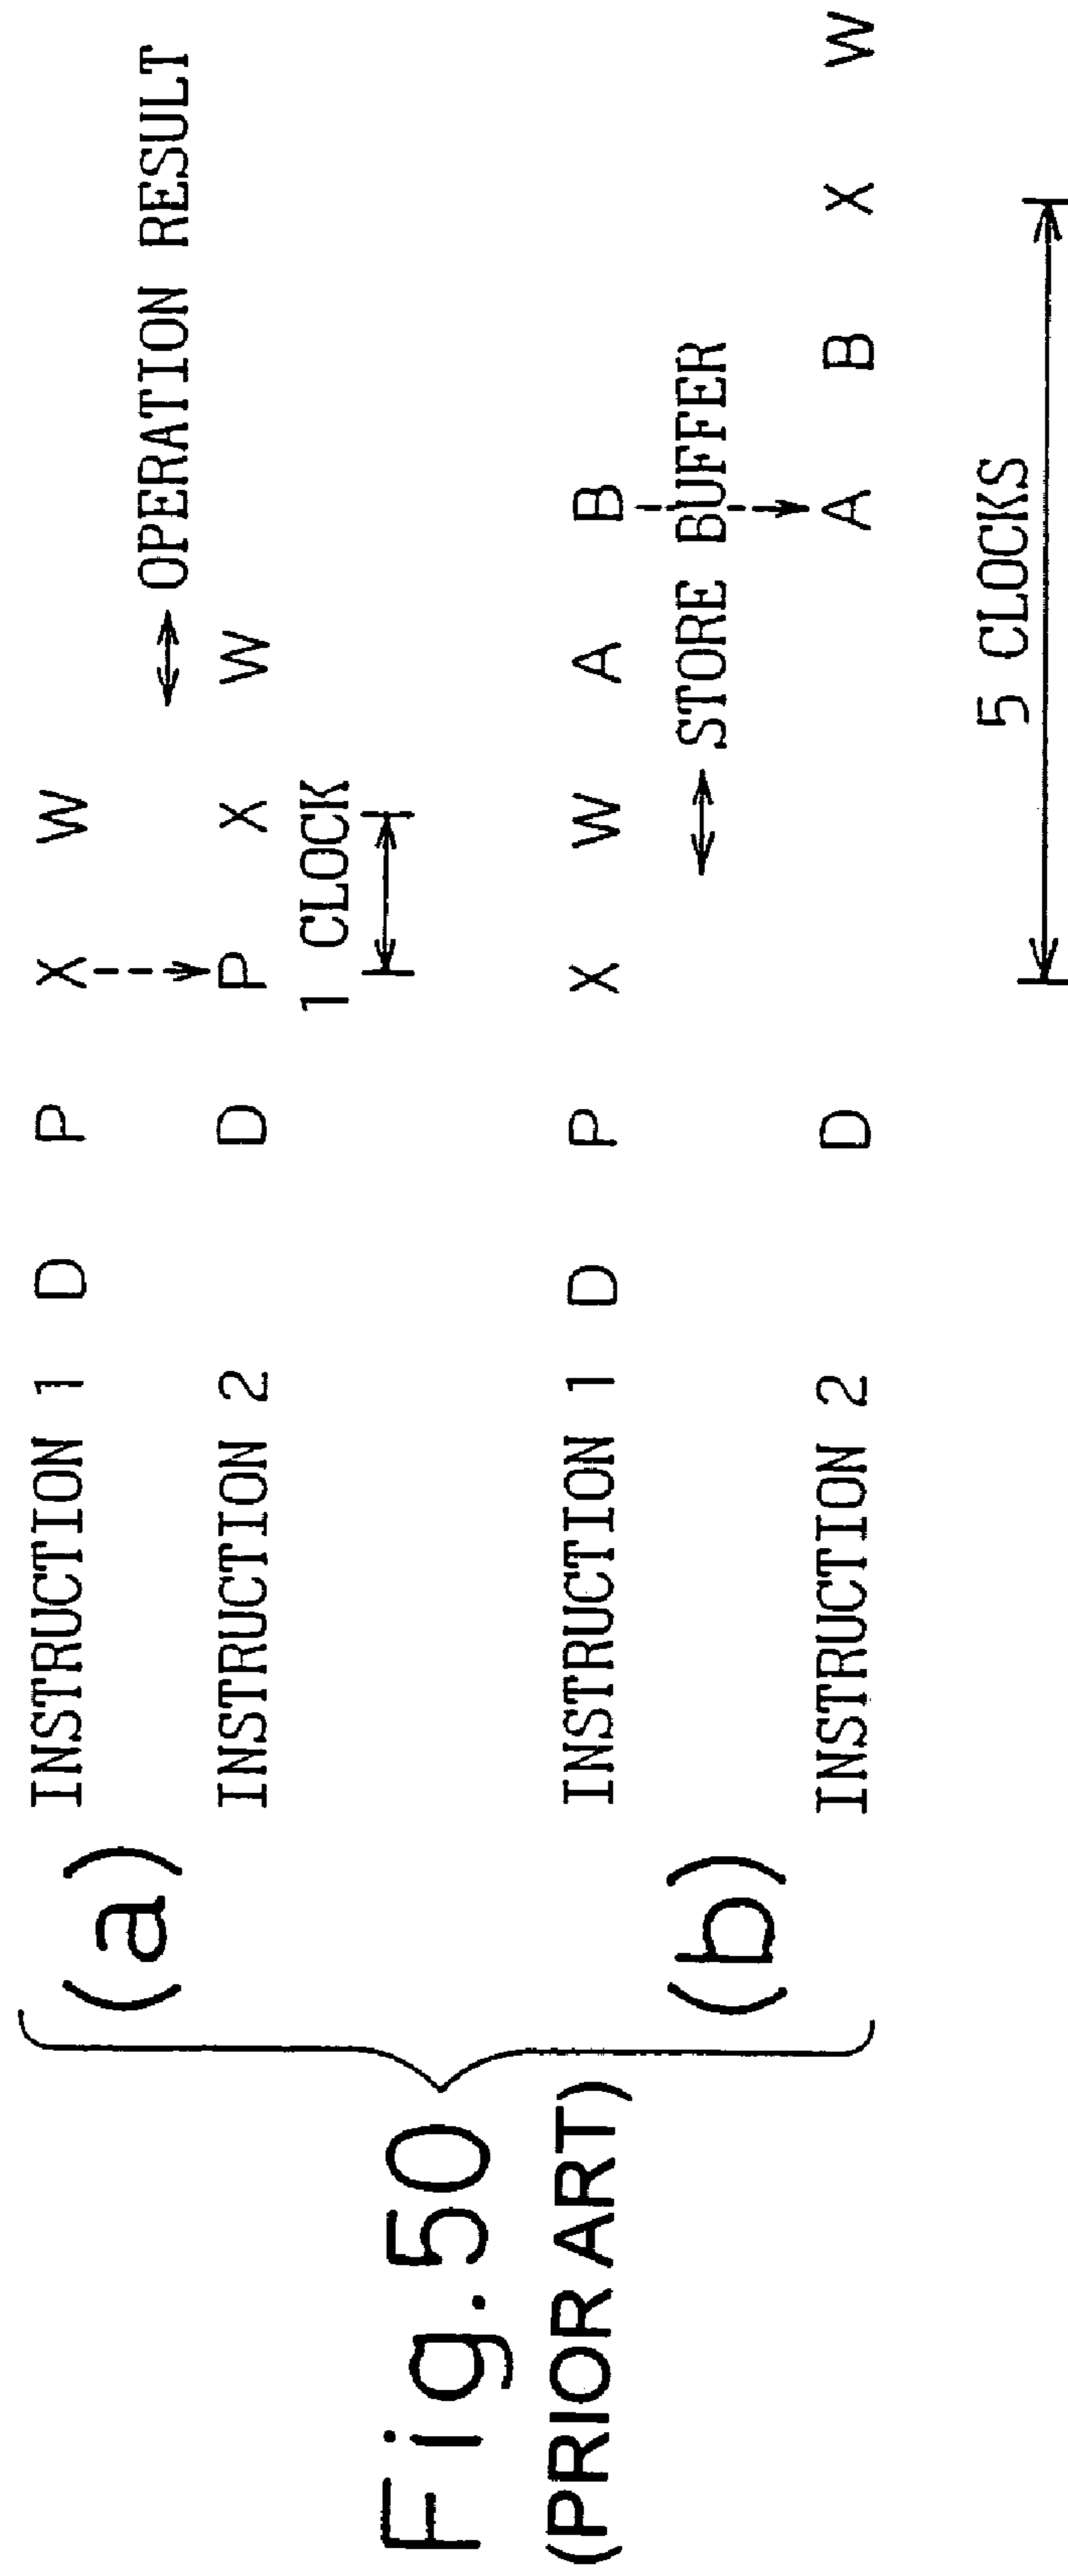 Fig.50
(PRIOR ART)
(a)
INSTRUCTION 1 D P X W
OPERATION RESULT
INSTRUCTION 2 D P X W
1 CLOCK
(b)
INSTRUCTION 1 D P X W A B
STORE BUFFER
INSTRUCTION 2 D A B X W
5 CLOCKS